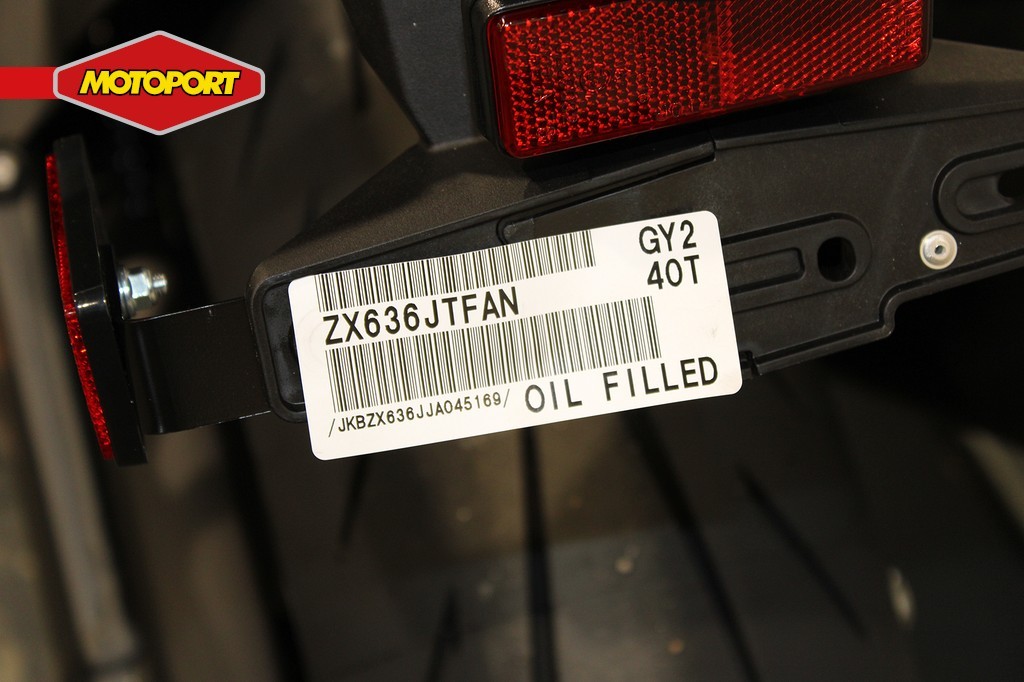 MOTOPORT
GY2
40T
ZX636JTFAN
/JKBZX636JJA045169/
OIL FILLED